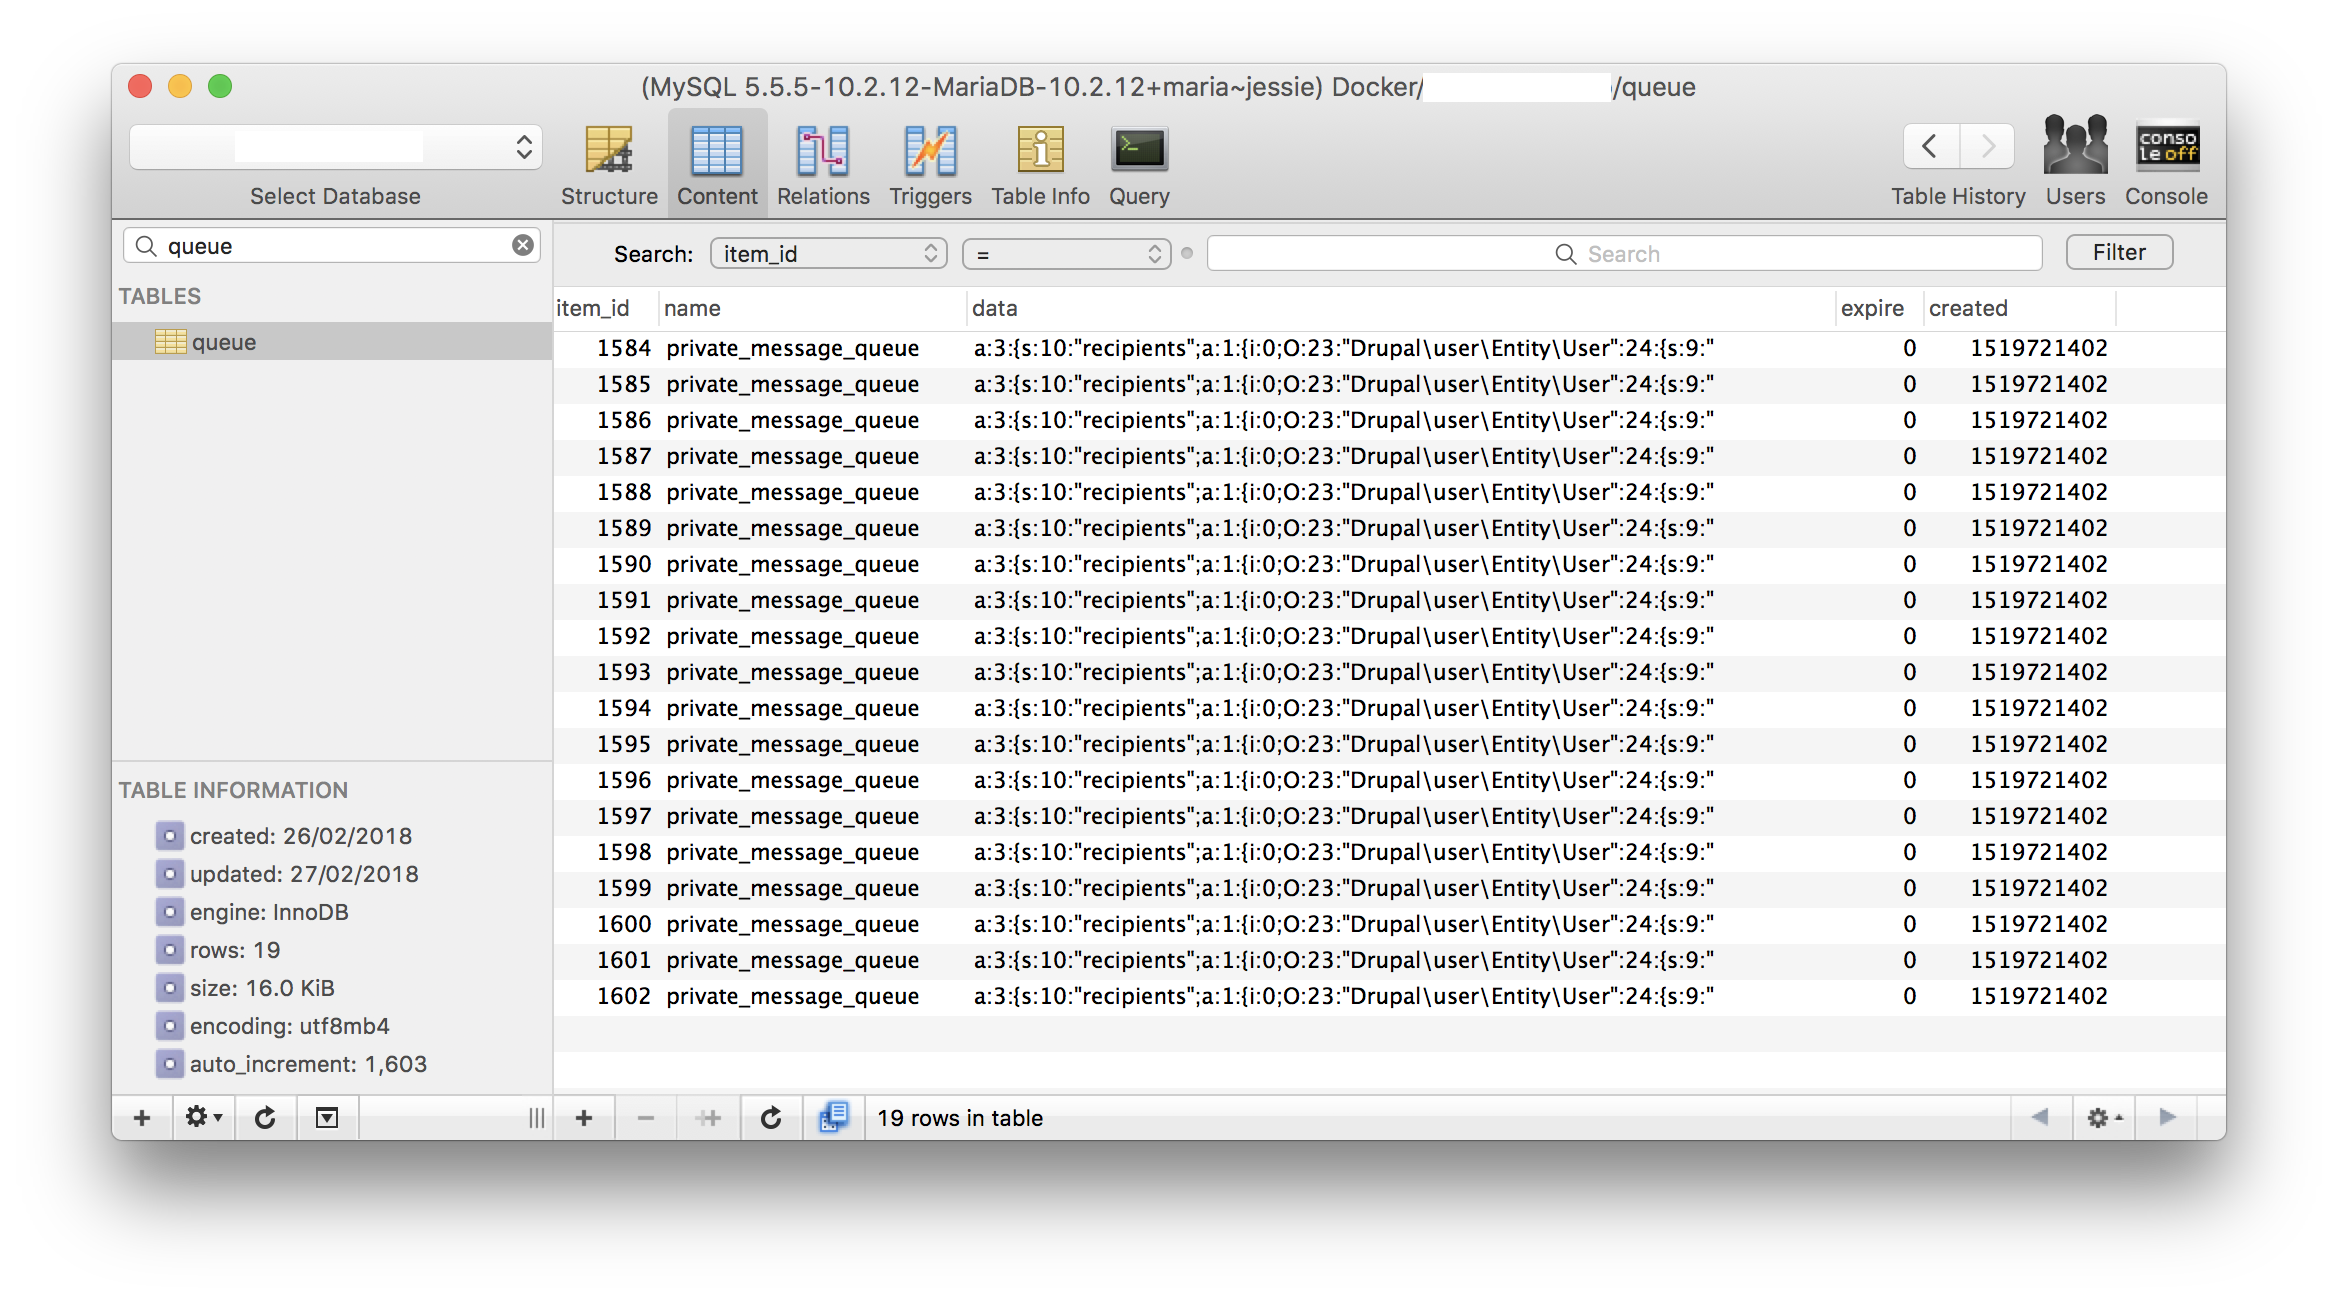 (MySQL 5.5.5-10.2.12-MariaDB-10.2.12+maria~jessie) Docker/ /queue
Select Database
Structure Content Relations Triggers Table Info Query
conso
le off
Table History Users Console
queue
Search: item_id = Search Filter
TABLES
queue
item_id name data expire created
1584 private_message_queue a:3:{s:10:"recipients";a:1:{i:0;O:23:"Drupal\user\Entity\User":24:{s:9:" 0 1519721402
1585 private_message_queue a:3:{s:10:"recipients";a:1:{i:0;O:23:"Drupal\user\Entity\User":24:{s:9:" 0 1519721402
1586 private_message_queue a:3:{s:10:"recipients";a:1:{i:0;O:23:"Drupal\user\Entity\User":24:{s:9:" 0 1519721402
1587 private_message_queue a:3:{s:10:"recipients";a:1:{i:0;O:23:"Drupal\user\Entity\User":24:{s:9:" 0 1519721402
1588 private_message_queue a:3:{s:10:"recipients";a:1:{i:0;O:23:"Drupal\user\Entity\User":24:{s:9:" 0 1519721402
1589 private_message_queue a:3:{s:10:"recipients";a:1:{i:0;O:23:"Drupal\user\Entity\User":24:{s:9:" 0 1519721402
1590 private_message_queue a:3:{s:10:"recipients";a:1:{i:0;O:23:"Drupal\user\Entity\User":24:{s:9:" 0 1519721402
1591 private_message_queue a:3:{s:10:"recipients";a:1:{i:0;O:23:"Drupal\user\Entity\User":24:{s:9:" 0 1519721402
1592 private_message_queue a:3:{s:10:"recipients";a:1:{i:0;O:23:"Drupal\user\Entity\User":24:{s:9:" 0 1519721402
1593 private_message_queue a:3:{s:10:"recipients";a:1:{i:0;O:23:"Drupal\user\Entity\User":24:{s:9:" 0 1519721402
1594 private_message_queue a:3:{s:10:"recipients";a:1:{i:0;O:23:"Drupal\user\Entity\User":24:{s:9:" 0 1519721402
1595 private_message_queue a:3:{s:10:"recipients";a:1:{i:0;O:23:"Drupal\user\Entity\User":24:{s:9:" 0 1519721402
1596 private_message_queue a:3:{s:10:"recipients";a:1:{i:0;O:23:"Drupal\user\Entity\User":24:{s:9:" 0 1519721402
1597 private_message_queue a:3:{s:10:"recipients";a:1:{i:0;O:23:"Drupal\user\Entity\User":24:{s:9:" 0 1519721402
1598 private_message_queue a:3:{s:10:"recipients";a:1:{i:0;O:23:"Drupal\user\Entity\User":24:{s:9:" 0 1519721402
1599 private_message_queue a:3:{s:10:"recipients";a:1:{i:0;O:23:"Drupal\user\Entity\User":24:{s:9:" 0 1519721402
1600 private_message_queue a:3:{s:10:"recipients";a:1:{i:0;O:23:"Drupal\user\Entity\User":24:{s:9:" 0 1519721402
1601 private_message_queue a:3:{s:10:"recipients";a:1:{i:0;O:23:"Drupal\user\Entity\User":24:{s:9:" 0 1519721402
1602 private_message_queue a:3:{s:10:"recipients";a:1:{i:0;O:23:"Drupal\user\Entity\User":24:{s:9:" 0 1519721402
TABLE INFORMATION
created: 26/02/2018
updated: 27/02/2018
engine: InnoDB
rows: 19
size: 16.0 KiB
encoding: utf8mb4
auto_increment: 1,603
19 rows in table